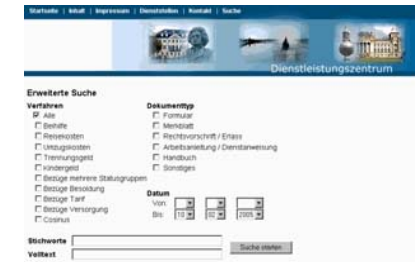 Startseite | Inhalt | Impressum | Dienststellen | Kontakt | Suche
Dienstleistungszentrum
Erweiterte Suche
Verfahren
Alle
Beihilfe
Reisekosten
Umzugskosten
Trennungsgeld
Kindergeld
Bezüge mehrere Statusgruppen
Bezüge Besoldung
Bezüge Tarif
Bezüge Versorgung
Cosinus
Dokumenttyp
Formular
Merkblatt
Rechtsvorschrift / Erlass
Arbeitsanleitung / Dienstanweisung
Handbuch
Sonstiges
Datum
Von:
Bis: 10 02 2005
Stichworte
Volltext
Suche starten